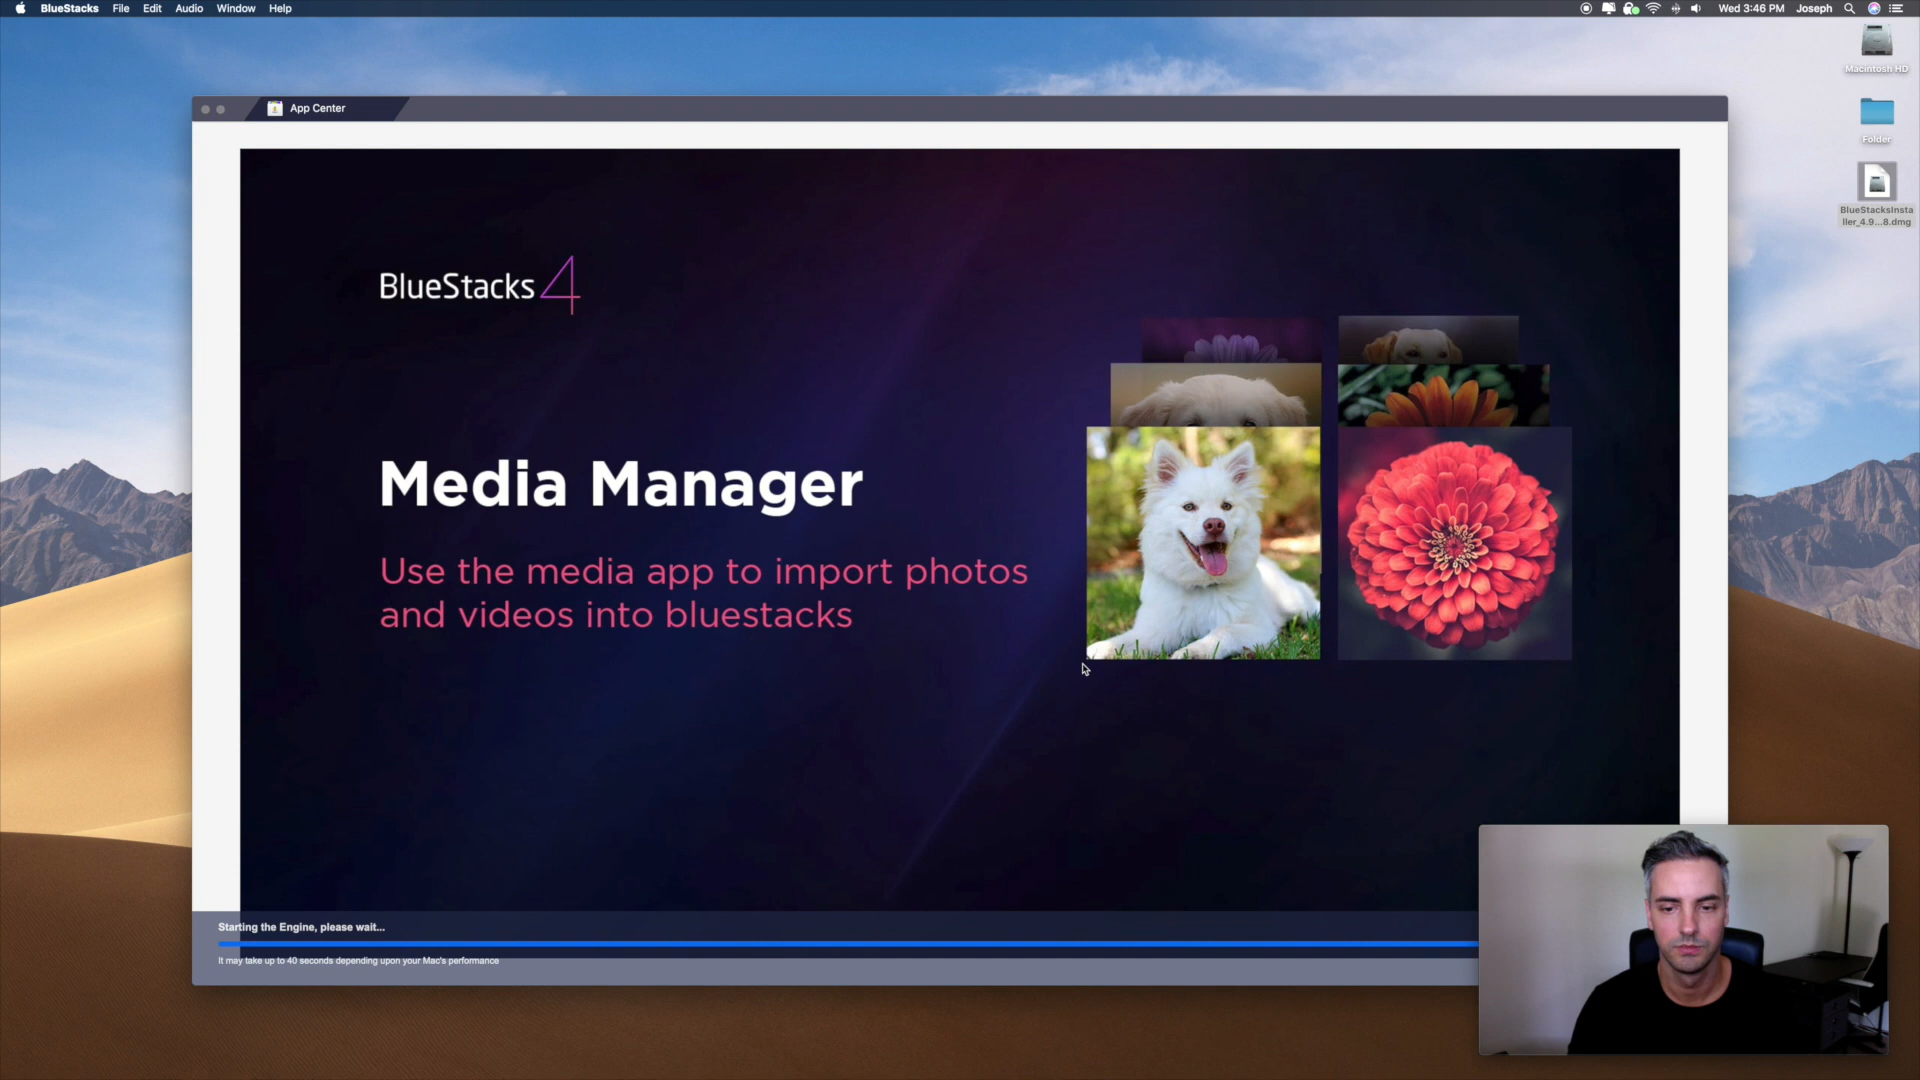 BlueStacks File Edit Audio Window Help
Wed 3:46 PM Joseph
Macintosh HD
App Center
Folder
BlueStacksInsta
ller_4.9...8.dmg
BlueStacks 4
Media Manager
Use the media app to import photos
and videos into bluestacks
Starting the Engine, please wait...
It may take up to 40 seconds depending upon your Mac's performance